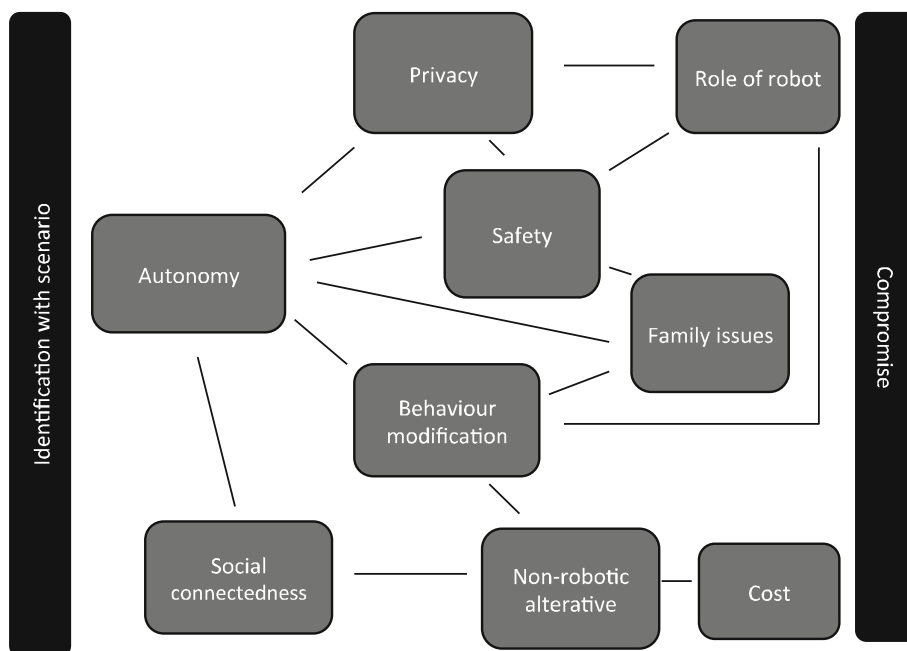 Identification with scenario
Privacy
Role of robot
Safety
Autonomy
Family issues
Behaviour
modification
Social
connectedness
Non-robotic
alterative
Cost
Compromise